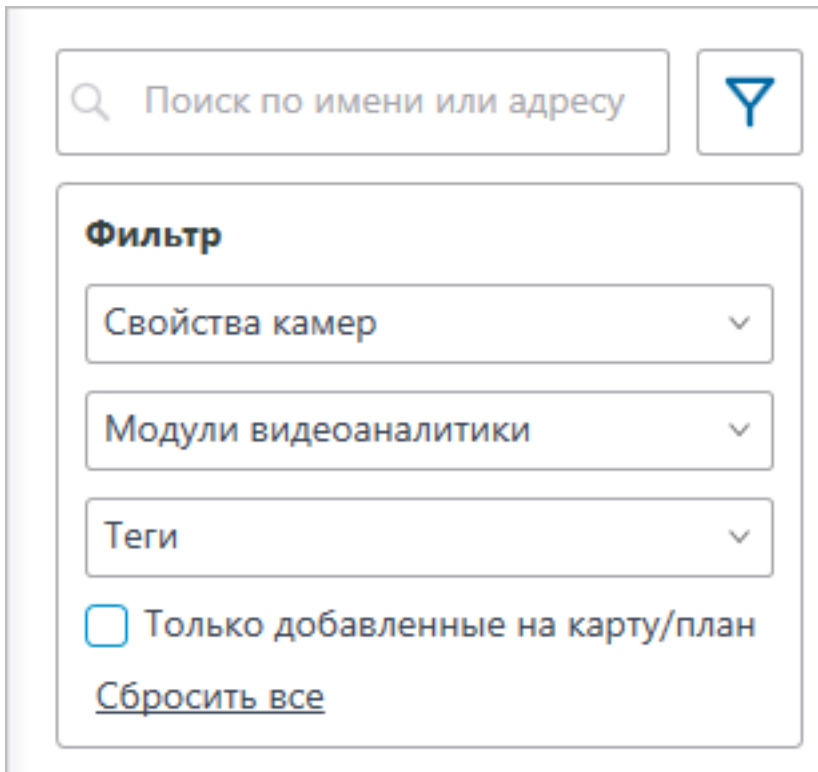 Поиск по имени или адресу
Фильтр
Свойства камер
Модули видеоаналитики
Теги
Только добавленные на карту/план
Сбросить все